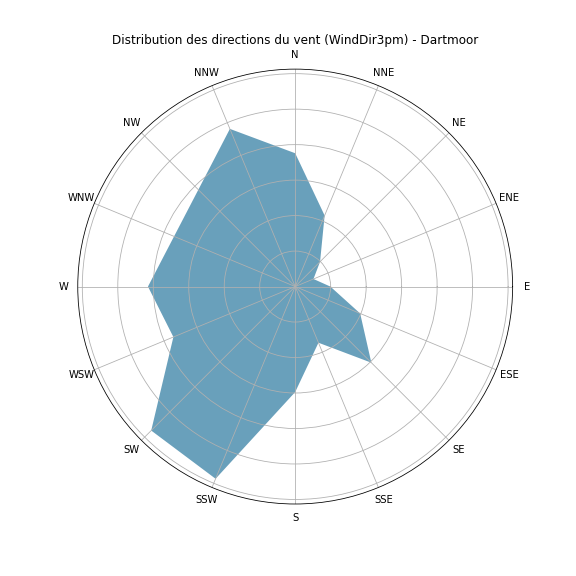 Distribution des directions du vent (WindDir3pm) - Dartmoor
N
NNW
NNE
NW
NE
WNW
ENE
W
E
WSW
ESE
SW
SE
SSW
SSE
S